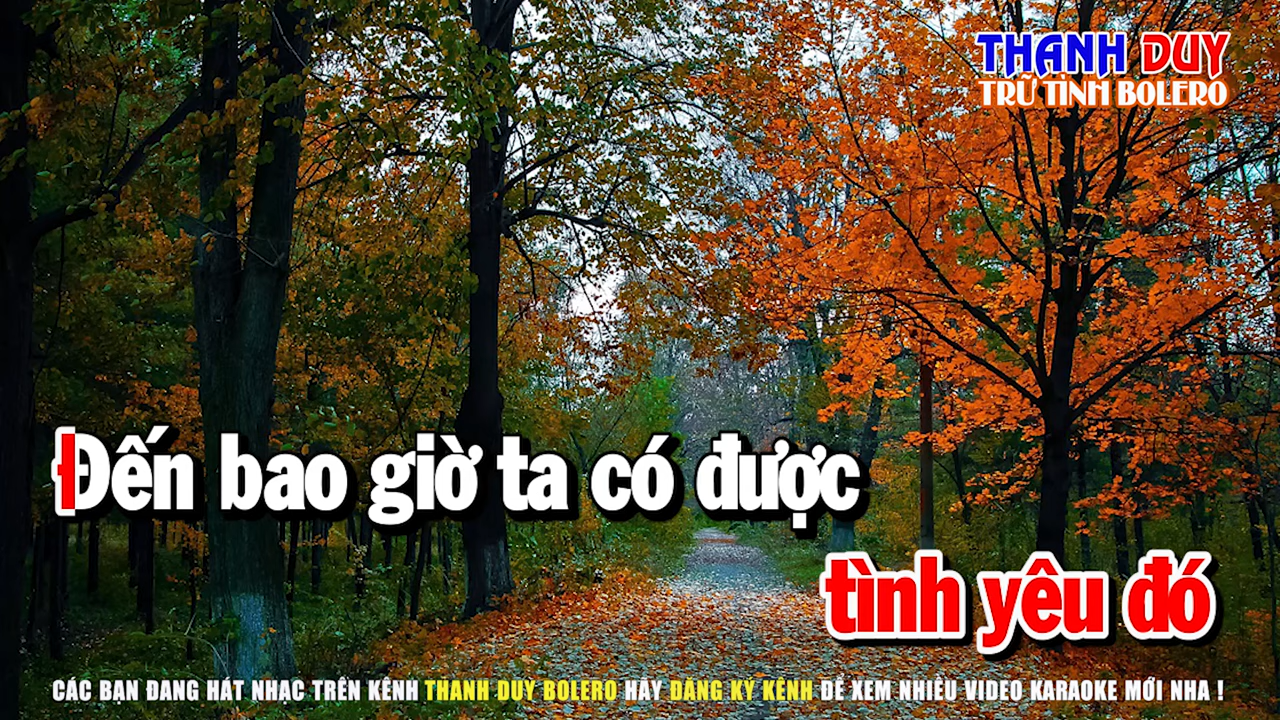 THANH DUY
TRỮ TÌNH BOLERO
Đến bao giờ ta có được
tình yêu đó
CÁC BẠN ĐANG HÁT NHẠC TRÊN KÊNH THANH DUY BOLERO HÃY ĐĂNG KÝ KÊNH ĐỂ XEM NHIỀU VIDEO KARAOKE MỚI NHA !